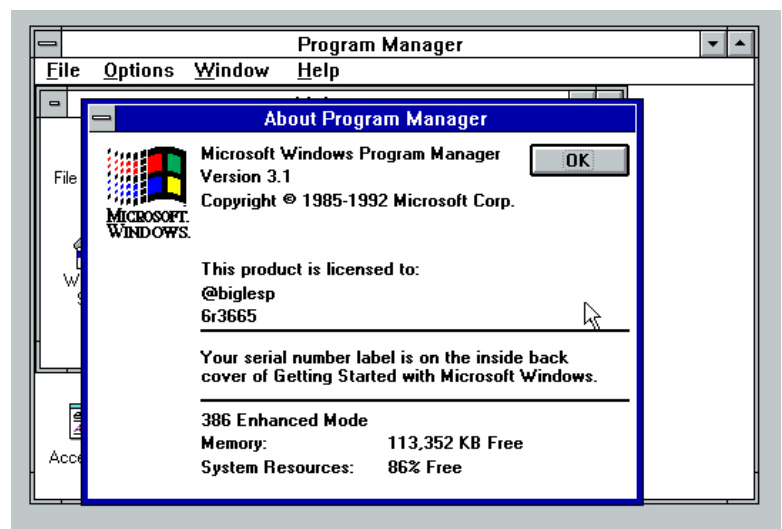 Program Manager
File Options Window Help
About Program Manager
Microsoft Windows Program Manager
OK
Version 3.1
Copyright © 1985-1992 Microsoft Corp.
MICROSOFT.
WINDOWS.
File
This product is licensed to:
@biglesp
6r3665
Your serial number label is on the inside back
cover of Getting Started with Microsoft Windows.
386 Enhanced Mode
Memory: 113,352 KB Free
System Resources: 86% Free